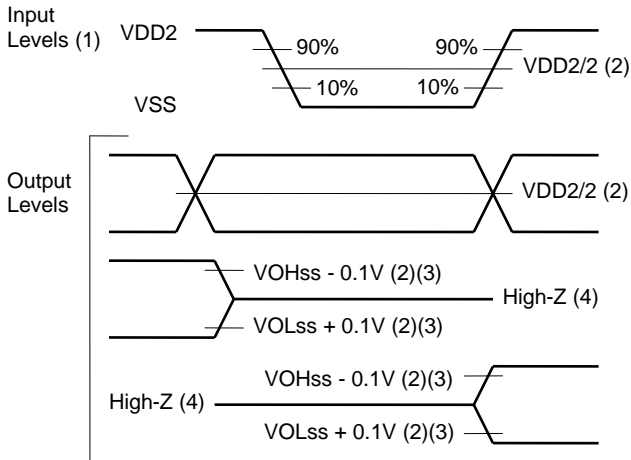 Input
Levels (1)
VDD2
90%
90%
VDD2/2 (2)
10%
10%
VSS
Output
Levels
VDD2/2 (2)
VOHss - 0.1V (2)(3)
High-Z (4)
VOLss + 0.1V (2)(3)
VOHss - 0.1V (2)(3)
High-Z (4)
VOLss + 0.1V (2)(3)